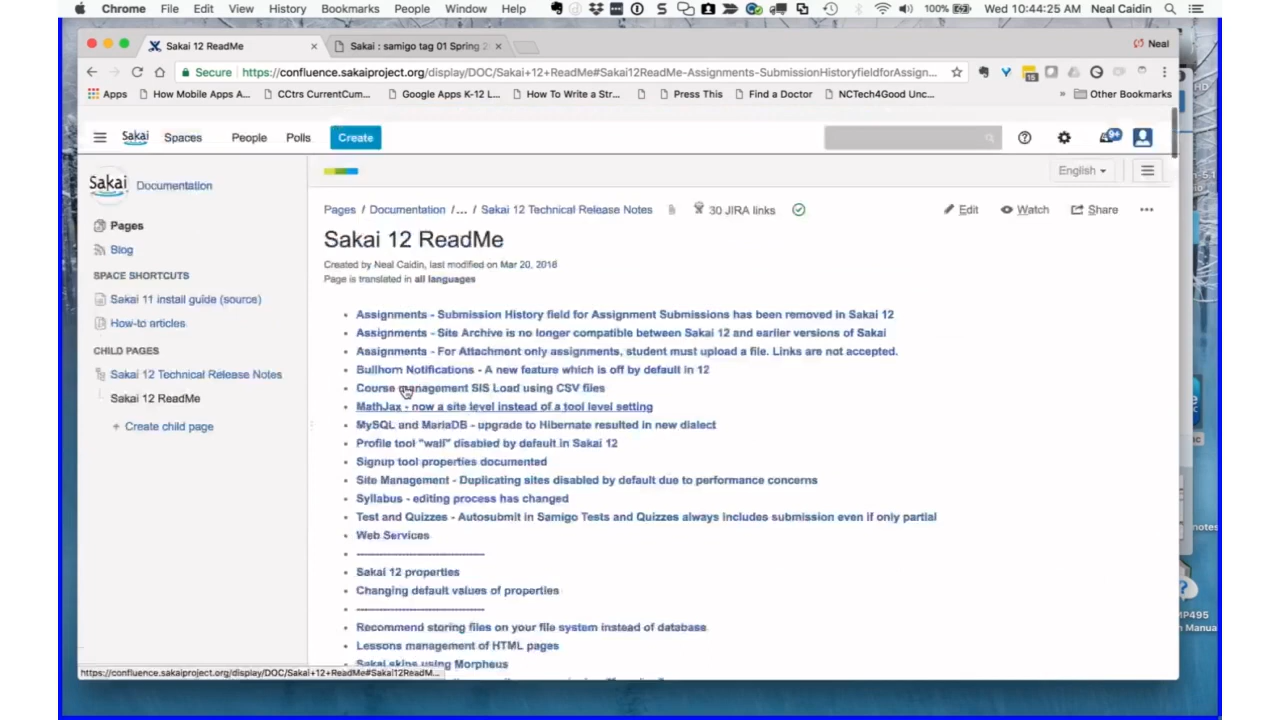 Chrome File Edit View History Bookmarks People Window Help 100% Wed 10:44:25 AM Neal Caidin
Sakai 12 ReadMe × Sakai : samigo tag 01 Spring 2 × Neal
Secure https://confluence.sakaiproject.org/display/DOC/Sakai+12+ReadMe#Sakai12ReadMe-Assignments-SubmissionHistoryfieldforAssign...
Apps How Mobile Apps A... CCtrs CurrentCum... Google Apps K-12 L... How To Write a Str... Press This Find a Doctor NCTech4Good Unc... » Other Bookmarks
Sakai Spaces People Polls Create 9+
Sakai Documentation
English
Pages
Blog
SPACE SHORTCUTS
Sakai 11 install guide (source)
How-to articles
CHILD PAGES
Sakai 12 Technical Release Notes
Sakai 12 ReadMe
+ Create child page
Pages / Documentation /... / Sakai 12 Technical Release Notes 30 JIRA links Edit Watch Share ...
Sakai 12 ReadMe
Created by Neal Caidin, last modified on Mar 20, 2018
Page is translated in all languages
• Assignments - Submission History field for Assignment Submissions has been removed in Sakai 12
• Assignments - Site Archive is no longer compatible between Sakai 12 and earlier versions of Sakai
• Assignments - For Attachment only assignments, student must upload a file. Links are not accepted.
• Bullhorn Notifications - A new feature which is off by default in 12
• Course management SIS Load using CSV files
• MathJax - now a site level instead of a tool level setting
• MySQL and MariaDB - upgrade to Hibernate resulted in new dialect
• Profile tool "wall" disabled by default in Sakai 12
• Signup tool properties documented
• Site Management - Duplicating sites disabled by default due to performance concerns
• Syllabus - editing process has changed
• Test and Quizzes - Autosubmit in Samigo Tests and Quizzes always includes submission even if only partial
• Web Services
• --------------------------------
• Sakai 12 properties
• Changing default values of properties
• --------------------------------
• Recommend storing files on your file system instead of database
• Lessons management of HTML pages
• Sakai skins using Morpheus
https://confluence.sakaiproject.org/display/DOC/Sakai+12+ReadMe#Sakai12ReadM...
MP495
n Manual
notes